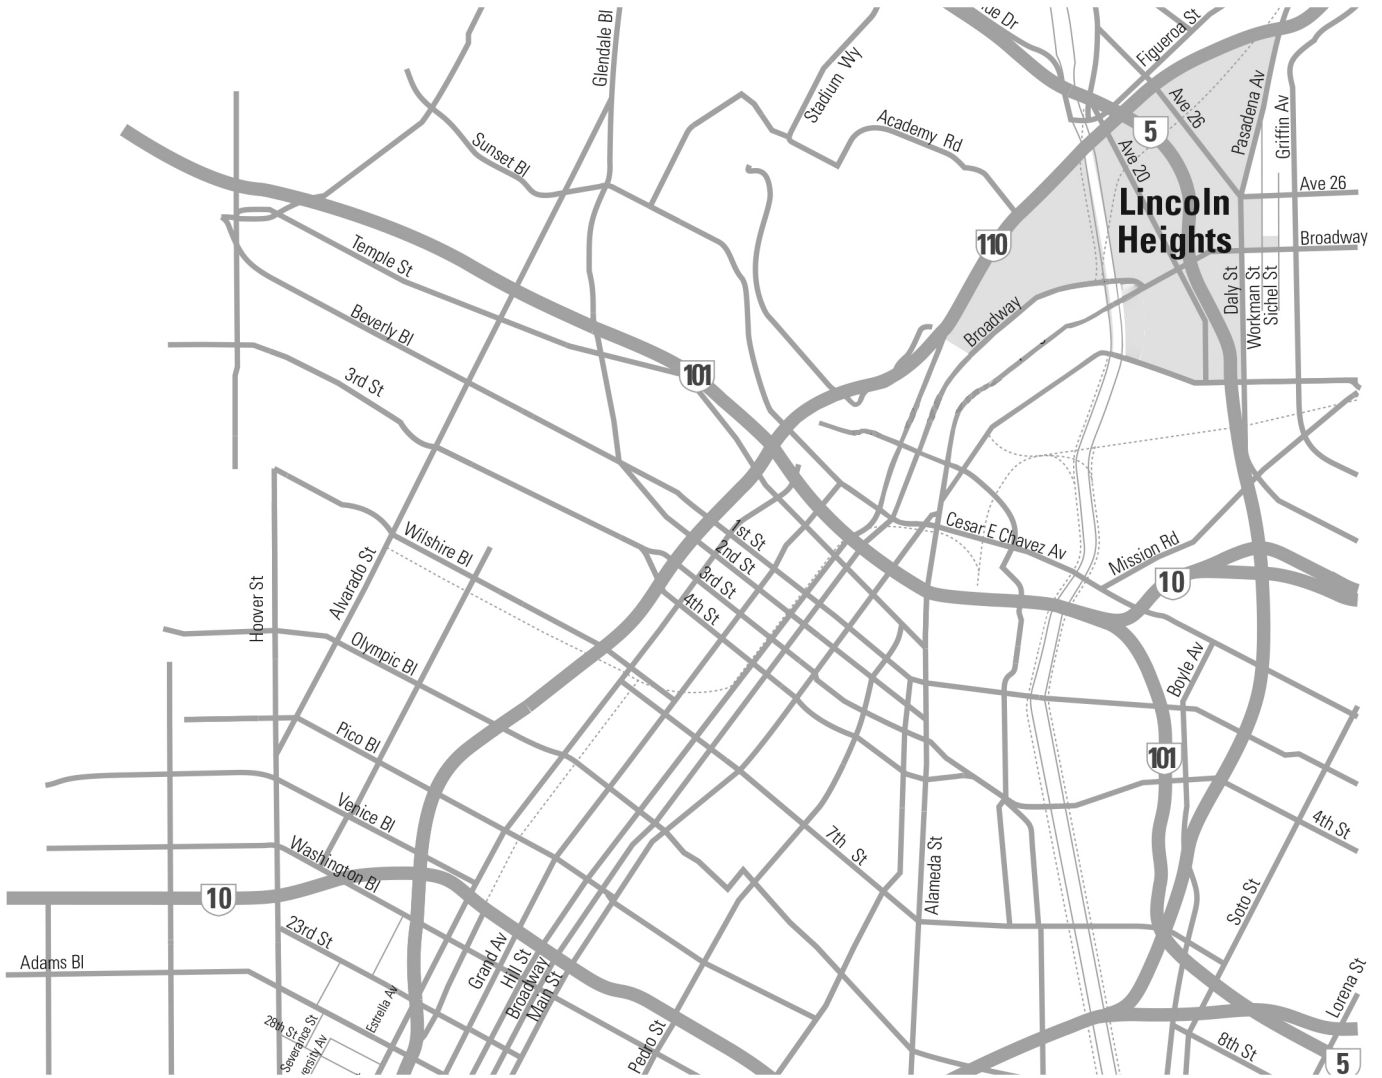 ue Dr
Figueroa St
Glendale Bl
Stadium Wy
Academy Rd
Sunset Bl
Ave 26
Pasadena Av
Griffin Av
5
Ave 20
Ave 26
Lincoln
Heights
110
Broadway
Temple St
Daly St
Workman St
Sichel St
Beverly Bl
Broadway
101
3rd St
1st St
2nd St
3rd St
4th St
Cesar E Chavez Av
Mission Rd
10
Wilshire Bl
Alvarado St
Hoover St
Olympic Bl
Boyle Av
Pico Bl
101
Venice Bl
7th St
4th St
Washington Bl
Alameda St
10
Soto St
23rd St
Adams Bl
Grand Av
Hill St
Broadway
Main St
Lorena St
Estrella Av
28th St
Severance St
ersity Av
Pedro St
8th St
5